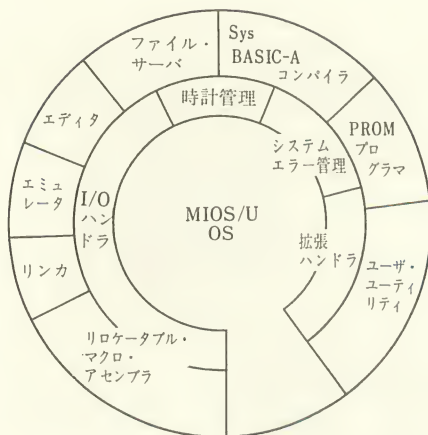 ファイル・
サーバ
Sys
BASIC-A
コンパイラ
エディタ
時計管理
PROM
プロ
グラマ
システム
エラー管理
エミュ
レータ
I/O
ハン
ドラ
MIOS/U
OS
拡張
ハンドラ
リンカ
ユーザ・
ユーティ
リティ
リロケータブル・
マクロ・
アセンブラ